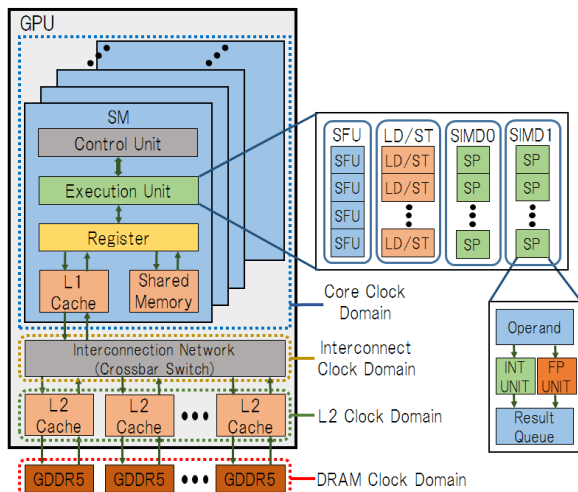 GPU
SM
Control Unit
Execution Unit
Register
L1
Cache
Shared
Memory
Interconnection Network
(Crossbar Switch)
L2
Cache
L2
Cache
L2
Cache
GDDR5
GDDR5
GDDR5
SFU
LD/ST
SIMD0
SIMD1
SFU
LD/ST
SP
SP
SFU
LD/ST
SP
SP
SFU
SFU
LD/ST
SP
SP
Core Clock
Domain
Interconnect
Clock Domain
L2 Clock Domain
DRAM Clock Domain
Operand
INT
UNIT
FP
UNIT
Result
Queue